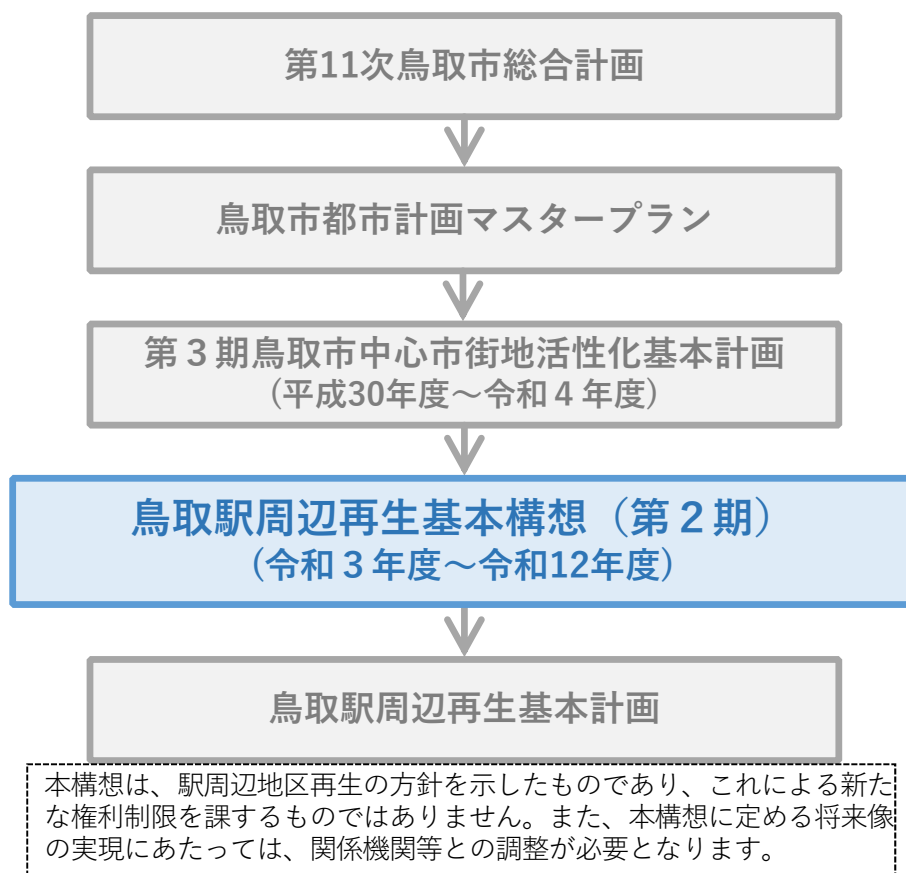 第11次鳥取市総合計画
鳥取市都市計画マスタープラン
第３期鳥取市中心市街地活性化基本計画
(平成30年度～令和４年度)
鳥取駅周辺再生基本構想（第２期）
(令和３年度～令和12年度)
鳥取駅周辺再生基本計画
本構想は、駅周辺地区再生の方針を示したものであり、これによる新た
な権利制限を課するものではありません。また、本構想に定める将来像
の実現にあたっては、関係機関等との調整が必要となります。